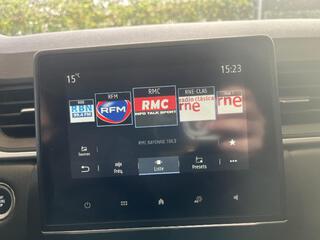 15°C
15:23
RFM
RMC
RNE-CLAS
RBN
RFM
RMC
INFO TALK SPORT
radio clásica
rne
rne
RMC BAYONNE 106.3
Sources
Fréq.
Liste
Presets